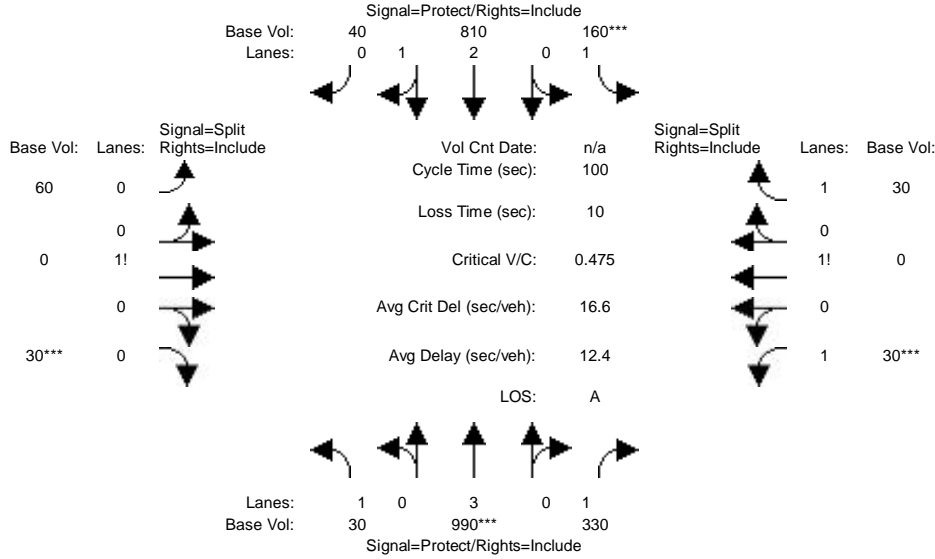 Signal=Protect/Rights=Include
Base Vol: 40 810 160***
Lanes: 0 1 2 0 1
Signal=Split
Base Vol: Lanes: Rights=Include
Vol Cnt Date: n/a
Signal=Split
Rights=Include Lanes: Base Vol:
Cycle Time (sec): 100
60 0
1 30
Loss Time (sec): 10
0
0
0 1!
Critical V/C: 0.475
1! 0
0
Avg Crit Del (sec/veh): 16.6
0
30*** 0
Avg Delay (sec/veh): 12.4
1 30***
LOS: A
Lanes: 1 0 3 0 1
Base Vol: 30 990*** 330
Signal=Protect/Rights=Include